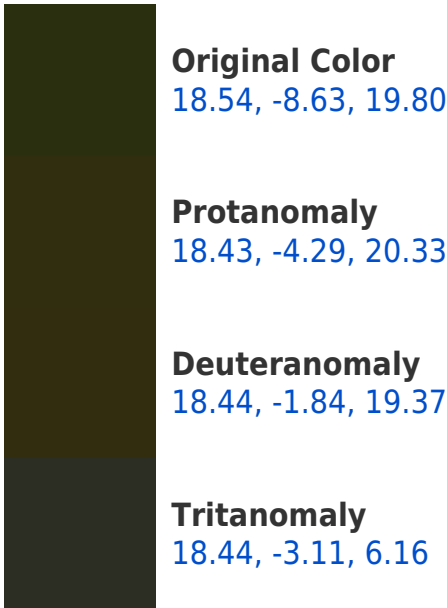 Original Color
18.54, -8.63, 19.80
Protanomaly
18.43, -4.29, 20.33
Deuteranomaly
18.44, -1.84, 19.37
Tritanomaly
18.44, -3.11, 6.16